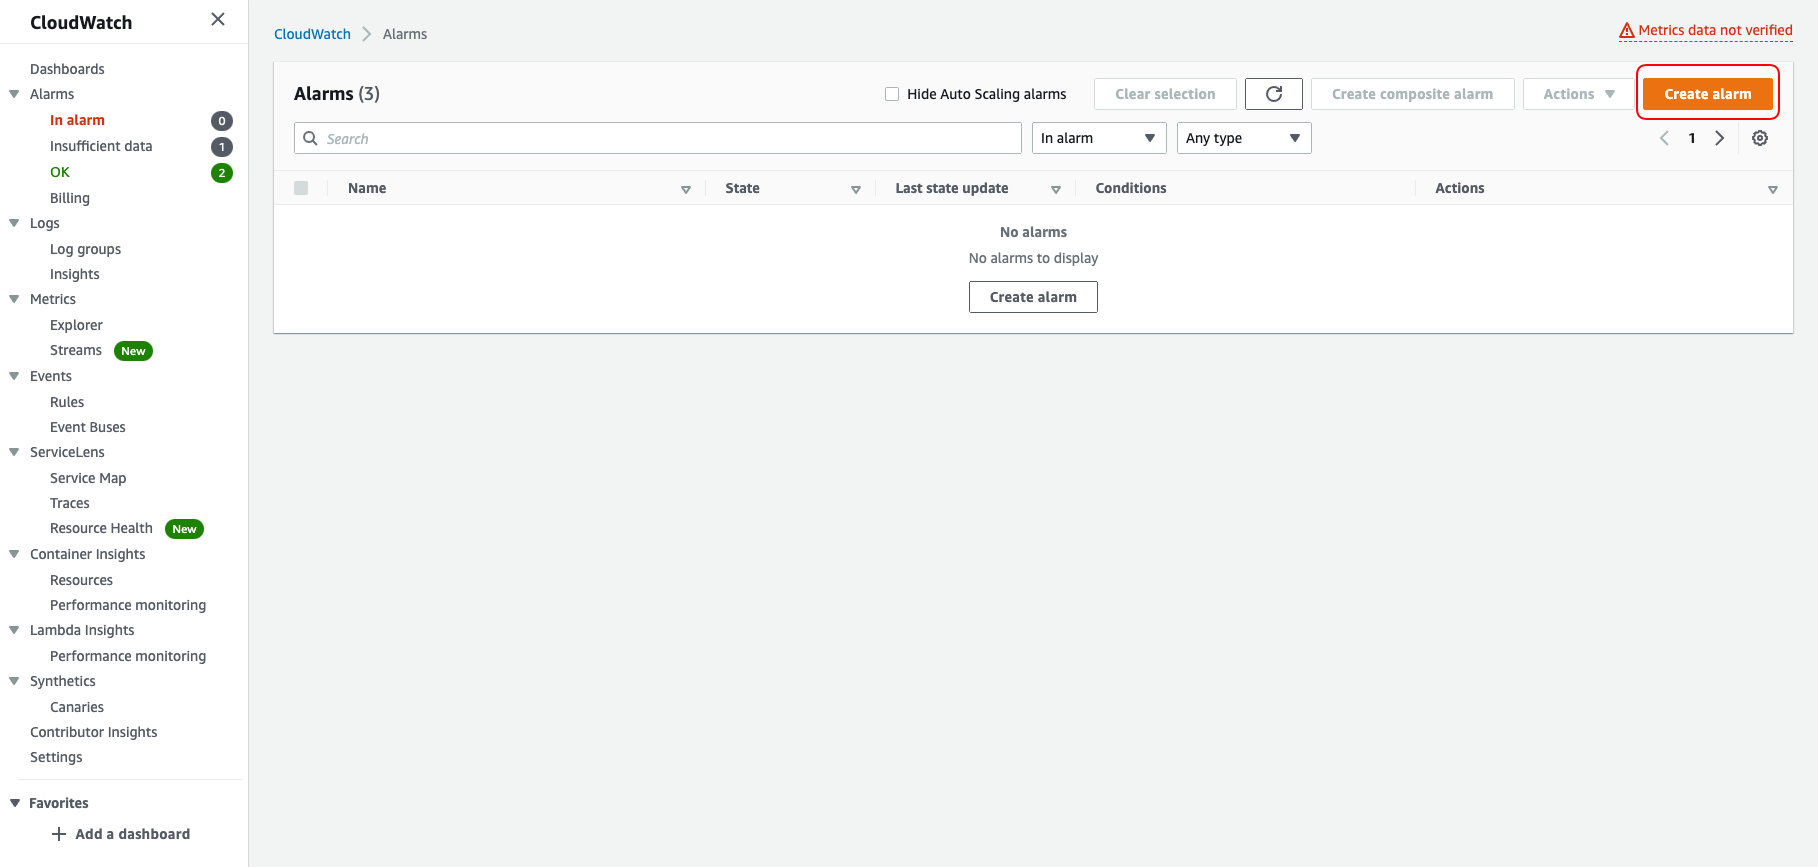 CloudWatch
Dashboards
Alarms
In alarm 0
Insufficient data 1
OK 2
Billing
Logs
Log groups
Insights
Metrics
Explorer
Streams New
Events
Rules
Event Buses
ServiceLens
Service Map
Traces
Resource Health New
Container Insights
Resources
Performance monitoring
Lambda Insights
Performance monitoring
Synthetics
Canaries
Contributor Insights
Settings
Favorites
Add a dashboard
CloudWatch Alarms
Metrics data not verified
Alarms (3) Hide Auto Scaling alarms Clear selection Create composite alarm Actions Create alarm
Search In alarm Any type 1
Name State Last state update Conditions Actions
No alarms
No alarms to display
Create alarm